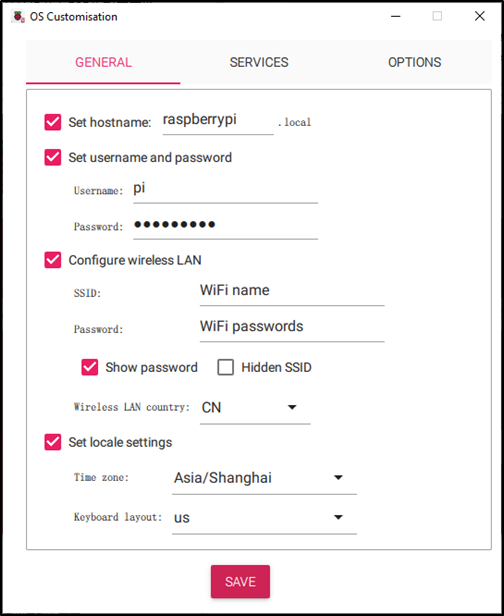 OS Customisation
GENERAL SERVICES OPTIONS
Set hostname: raspberrypi .local
Set username and password
Username: pi
Password: ●●●●●●●●●
Configure wireless LAN
SSID: WiFi name
Password: WiFi passwords
Show password Hidden SSID
Wireless LAN country: CN
Set locale settings
Time zone: Asia/Shanghai
Keyboard layout: us
SAVE